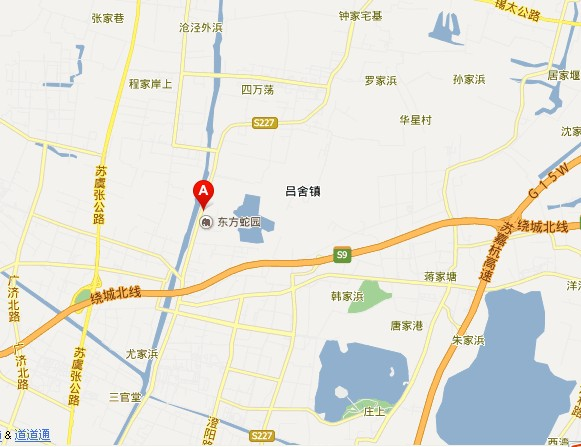 张家巷
沧泾外浜
钟家宅基
锡太公路
程家岸上
四万荡
罗家浜
孙家浜
居家堰
S227
华星村
沈家
苏虞张公路
A
吕舍镇
G15W
东方蛇园
苏嘉杭高速
绕城北线
S9
广济北路
绕城北线
蒋家塘
韩家浜
唐家港
朱家浜
广济北路
苏虞张公路
尤家浜
三官堂
澄阳路
庄上
S227
& 道道通